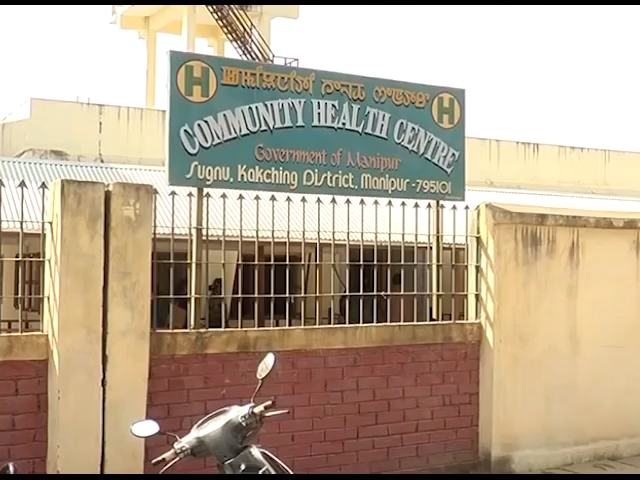 H H
COMMUNITY HEALTH CENTRE
Government of Manipur
Sugnu, Kakching District, Manipur -795101